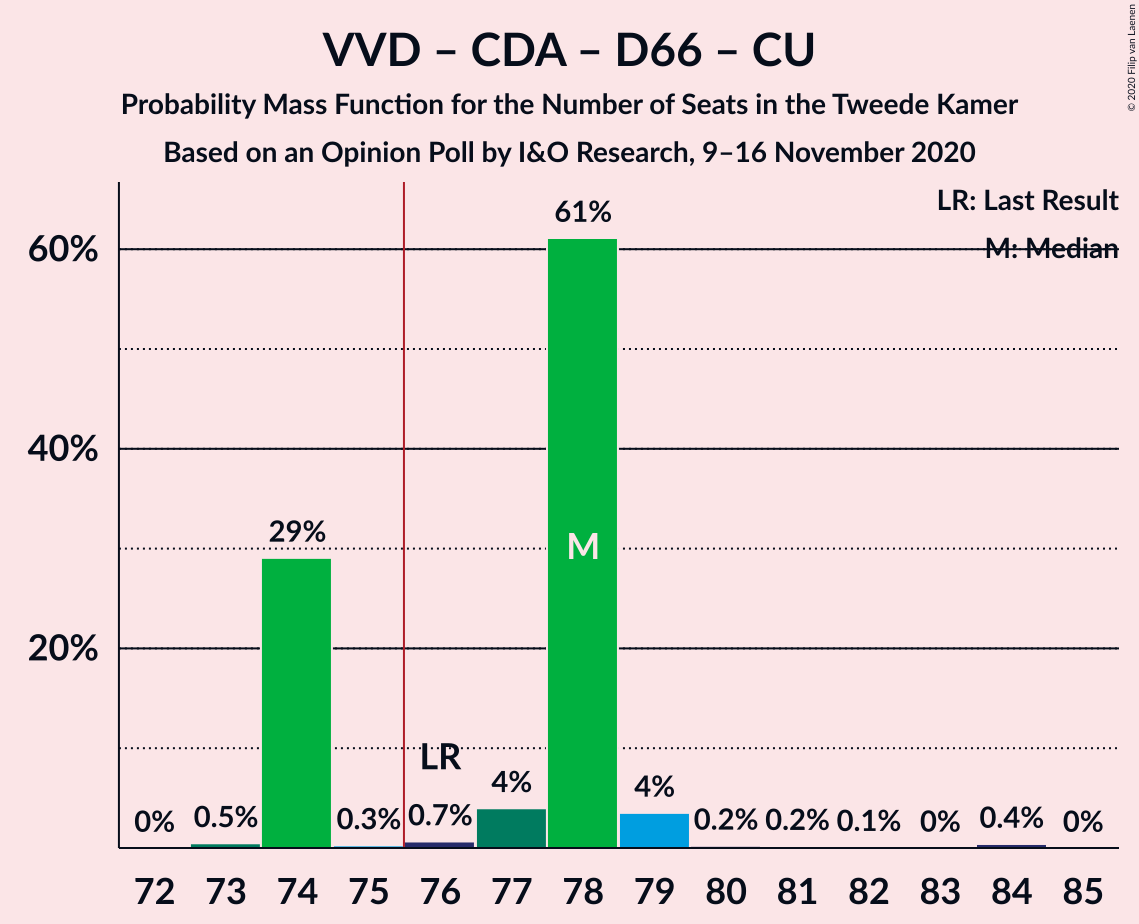 VVD – CDA – D66 – CU
Probability Mass Function for the Number of Seats in the Tweede Kamer
Based on an Opinion Poll by I&O Research, 9–16 November 2020
© 2020 Filip van Laenen
LR: Last Result
M: Median
60%
40%
20%
0%
0.5%
29%
0.3%
LR
0.7%
4%
61%
M
4%
0.2%
0.2%
0.1%
0%
0.4%
0%
72 73 74 75 76 77 78 79 80 81 82 83 84 85